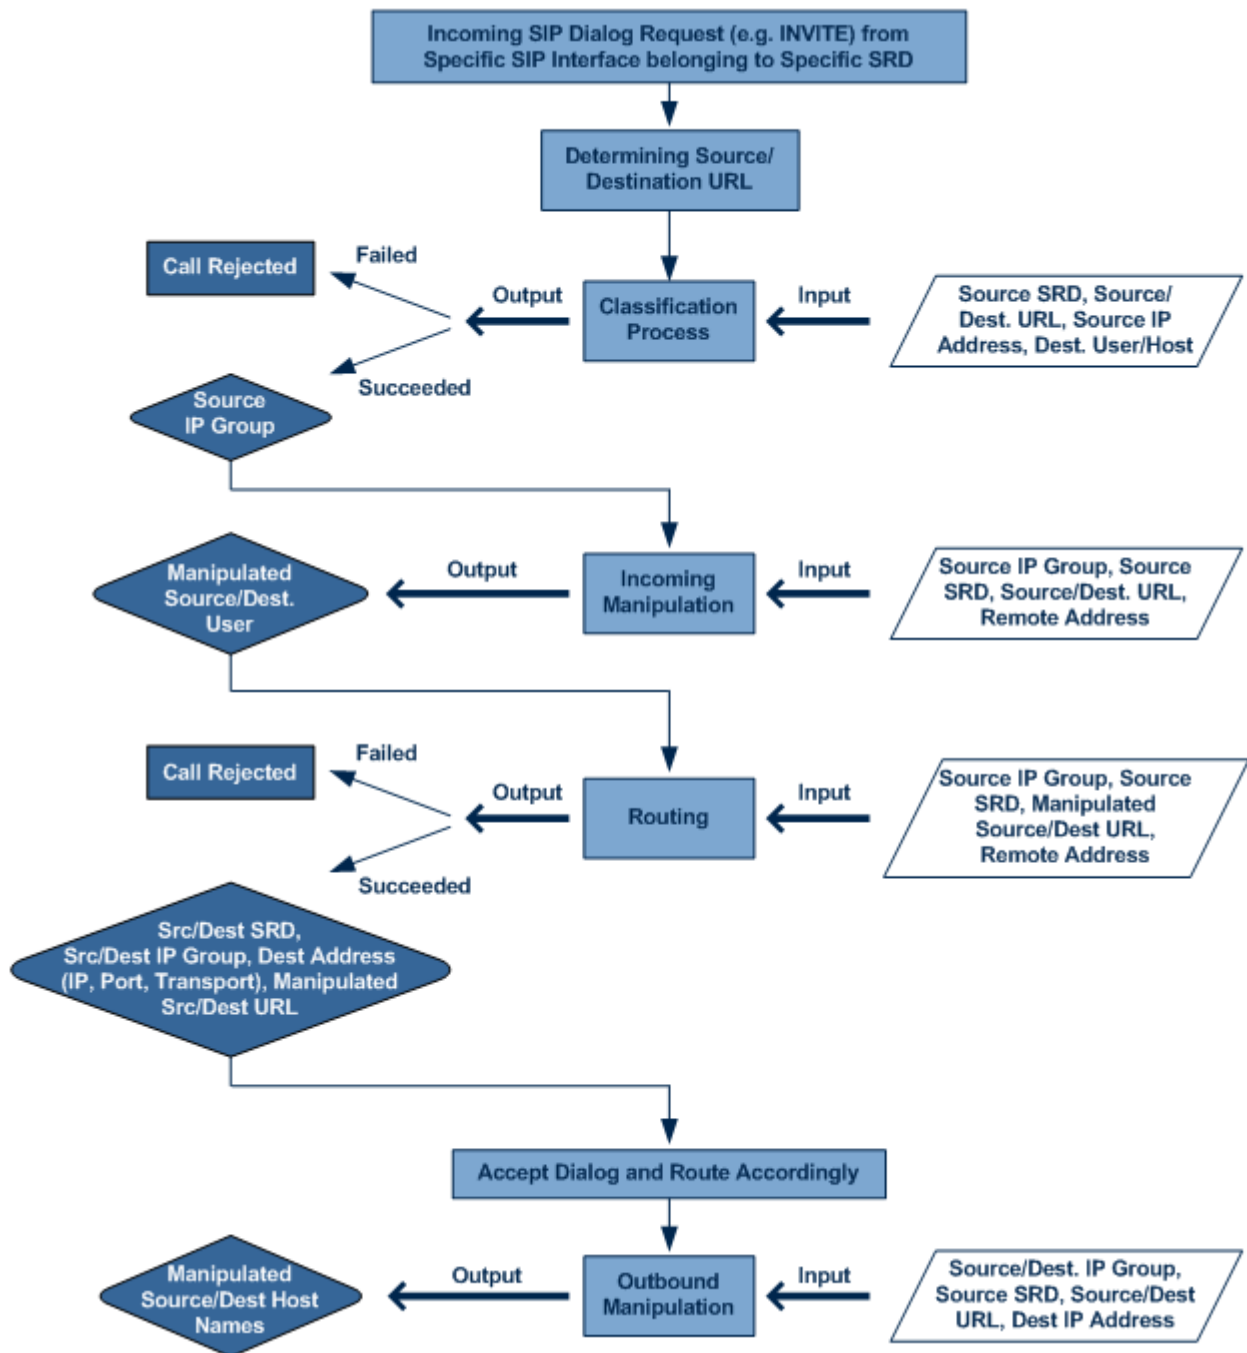 Incoming SIP Dialog Request (e.g. INVITE) from
Specific SIP Interface belonging to Specific SRD
Determining Source/
Destination URL
Call Rejected
Failed
Output
Classification
Process
Input
Source SRD, Source/
Dest. URL, Source IP
Address, Dest. User/Host
Succeeded
Source
IP Group
Manipulated
Source/Dest.
User
Output
Incoming
Manipulation
Input
Source IP Group, Source
SRD, Source/Dest. URL,
Remote Address
Call Rejected
Failed
Output
Routing
Input
Source IP Group, Source
SRD, Manipulated
Source/Dest URL,
Remote Address
Succeeded
Src/Dest SRD,
Src/Dest IP Group, Dest Address
(IP, Port, Transport), Manipulated
Src/Dest URL
Accept Dialog and Route Accordingly
Manipulated
Source/Dest Host
Names
Output
Outbound
Manipulation
Input
Source/Dest. IP Group,
Source SRD, Source/Dest
URL, Dest IP Address